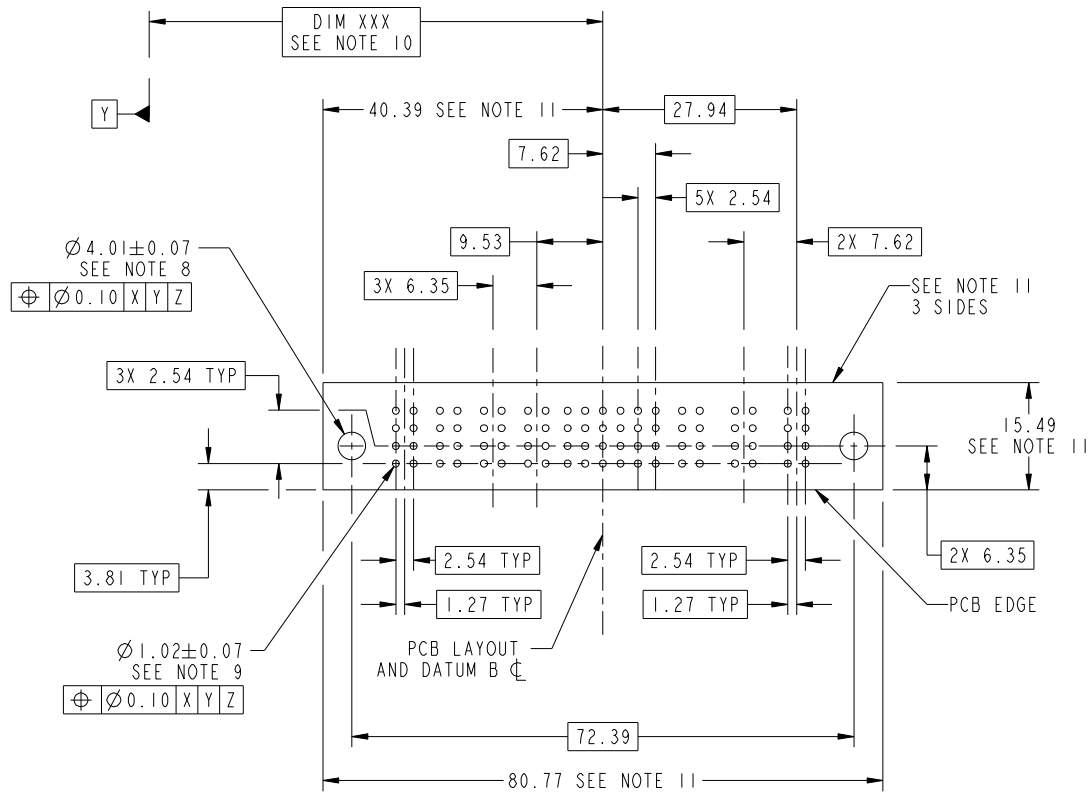 DIM XXX
SEE NOTE 10
Y
40.39 SEE NOTE 11
27.94
7.62
5X 2.54
9.53
2X 7.62
Ø4.01±0.07
SEE NOTE 8
⌖ Ø0.10 X Y Z
3X 6.35
SEE NOTE 11
3 SIDES
3X 2.54 TYP
15.49
SEE NOTE 11
2.54 TYP
2.54 TYP
2X 6.35
3.81 TYP
1.27 TYP
1.27 TYP
PCB EDGE
Ø1.02±0.07
SEE NOTE 9
⌖ Ø0.10 X Y Z
PCB LAYOUT
AND DATUM B ℄
72.39
80.77 SEE NOTE 11